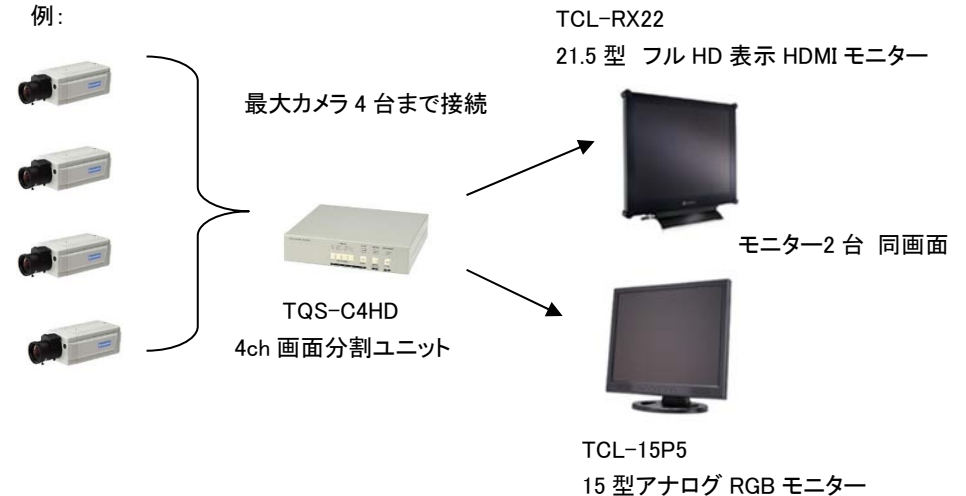 例:
TCL-RX22
21.5 型 フル HD 表示 HDMI モニター
最大カメラ 4 台まで接続
モニター2 台 同画面
TQS-C4HD
4ch 画面分割ユニット
TCL-15P5
15 型アナログ RGB モニター